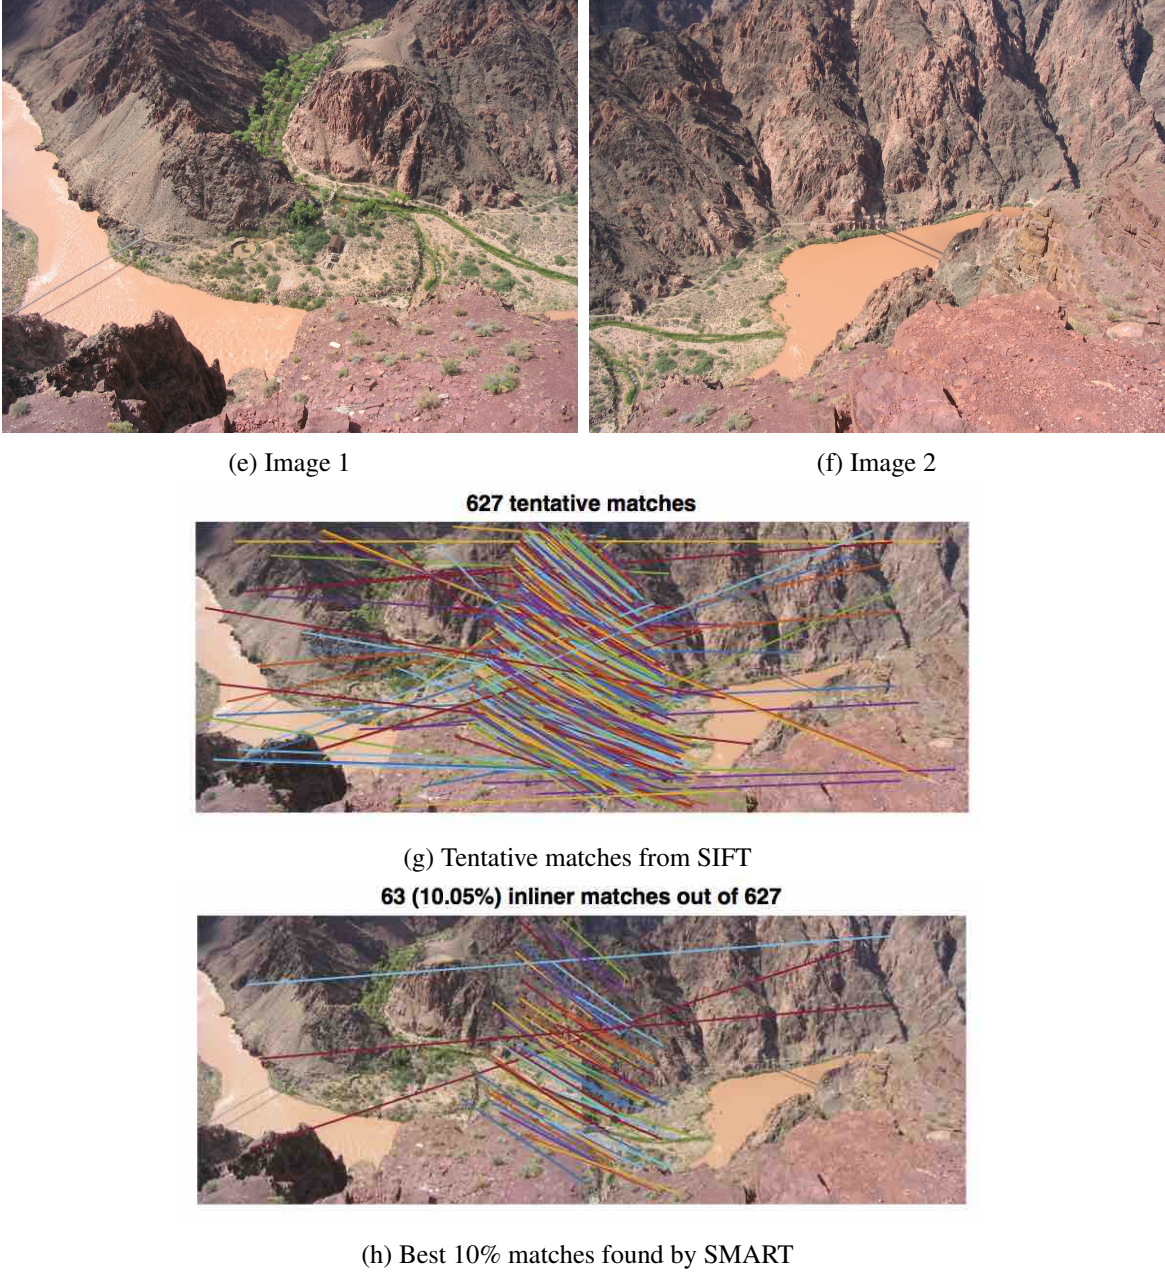 (e) Image 1
(f) Image 2
627 tentative matches
(g) Tentative matches from SIFT
63 (10.05%) inliner matches out of 627
(h) Best 10% matches found by SMART